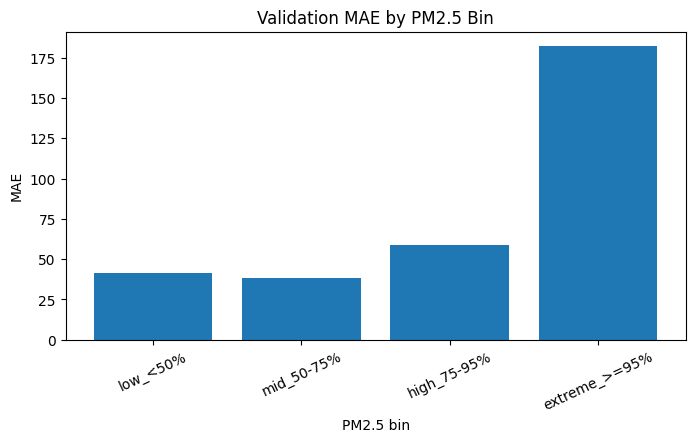 Validation MAE by PM2.5 Bin
MAE
175
150
125
100
75
50
25
0
low_<50%
mid_50-75%
high_75-95%
extreme_>=95%
PM2.5 bin